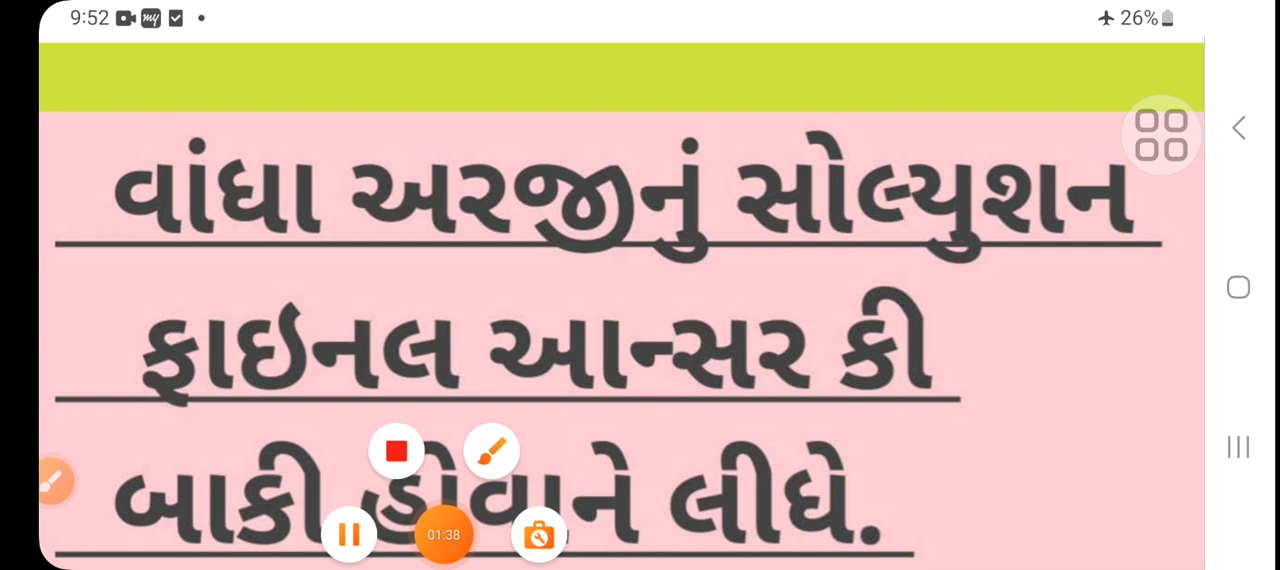 9:52
26%
વાંધા અરજીનું સોલ્યુશન
ફાઇનલ આન્સર કી
બાકી હોવાને લીધે.
01:38